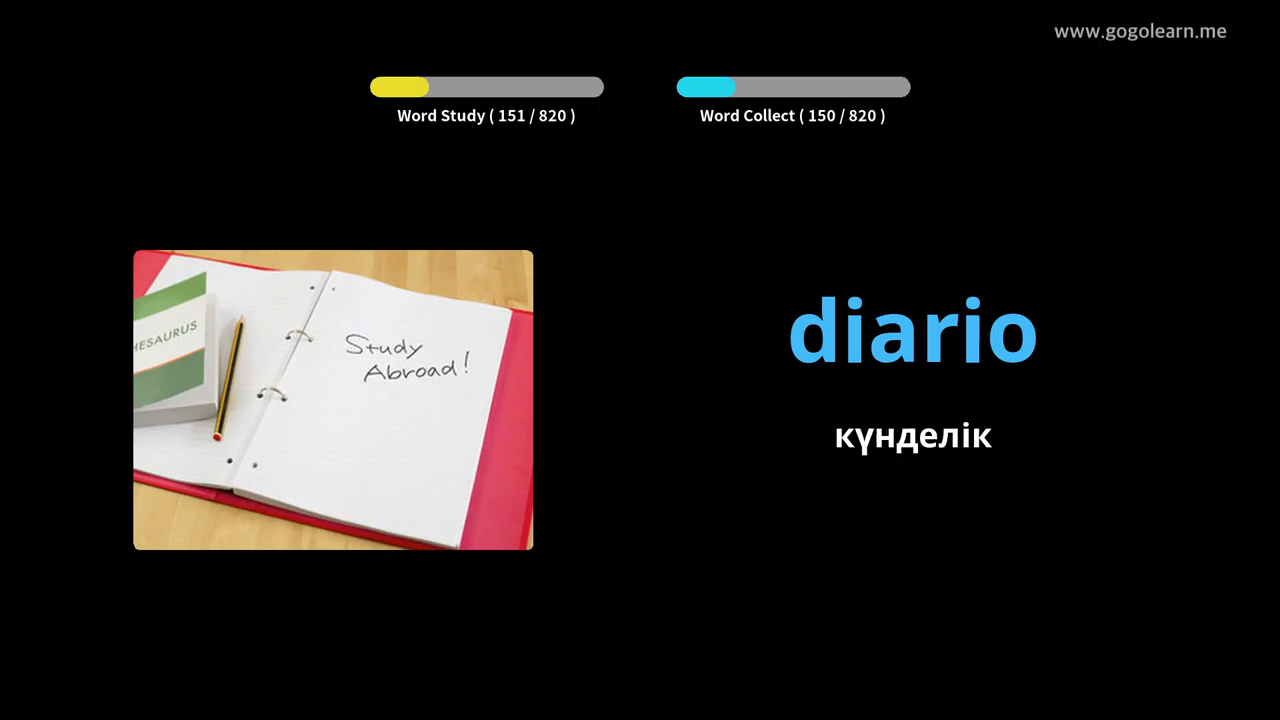 www.gogolearn.me
Word Study ( 151 / 820 )
Word Collect ( 150 / 820 )
HESAURUS
Study
Abroad!
diario
күнделік